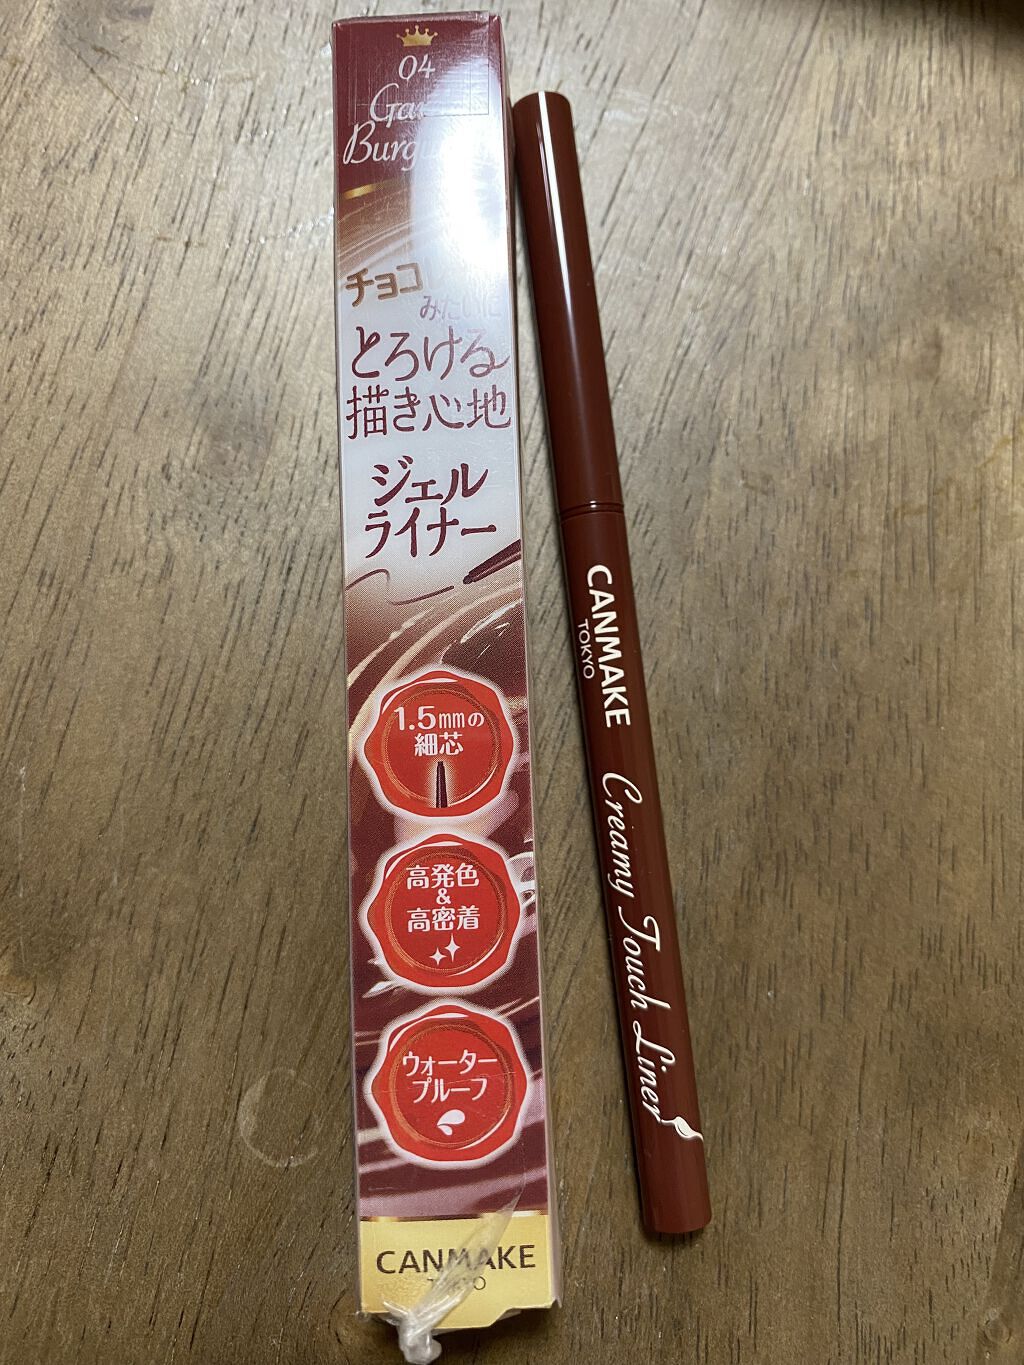 04
チョコ
みたいに
とろける
描き心地
ジェル
ライナー
1.5mmの
細芯
高発色
&
高密着
ウォーター
プルーフ
CANMAKE
TOKYO
CANMAKE
TOKYO
Creamy Touch Liner